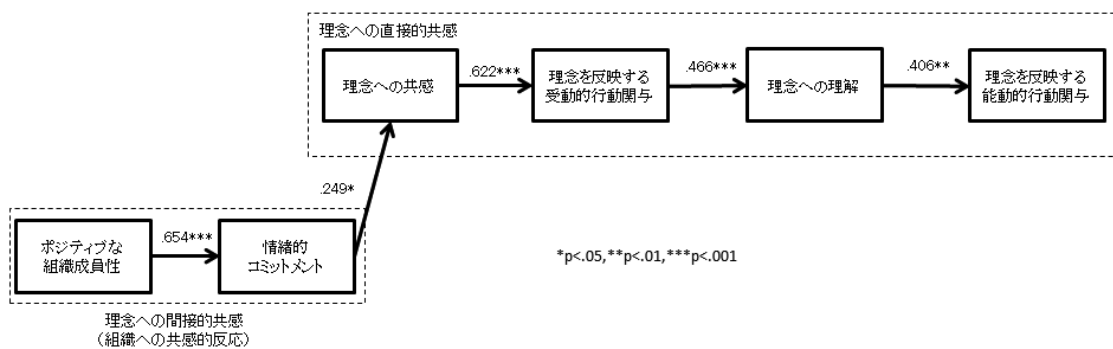 理念への直接的共感
理念への共感
.622***
理念を反映する
受動的行動関与
.466***
理念への理解
.406**
理念を反映する
能動的行動関与
.249*
ポジティブな
組織成員性
.654***
情緒的
コミットメント
*p<.05,**p<.01,***p<.001
理念への間接的共感
(組織への共感的反応)